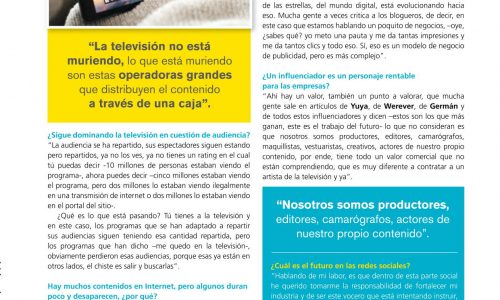 “La televisión no está
muriendo, lo que está muriendo
son estas operadoras grandes
que distribuyen el contenido
a través de una caja”.
¿Sigue dominando la televisión en cuestión de audiencia?
“La audiencia se ha repartido, sus espectadores siguen estando
pero repartidos, ya no los ves, ya no tienes un rating en el cual
tú puedes decir -10 millones de personas estaban viendo el
programa-, ahora puedes decir –cinco millones estaban viendo
el programa, pero dos millones lo estaban viendo ilegalmente
en una transmisión de internet o dos millones lo estaban viendo
en el portal del sitio-.
¿Qué es lo que está pasando? Tú tienes a la televisión y
en este caso, los programas que se han adaptado a repartir
sus audiencias siguen teniendo esa cantidad repartida, pero
los programas que han dicho –me quedo en la televisión-,
obviamente perdieron esas audiencias, porque esas ya están en
otros lados, el chiste es salir y buscarlas”.
Hay muchos contenidos en Internet, pero algunos duran
poco y desaparecen, ¿por qué?
de las estrellas, del mundo digital, está evolucionando hacia
eso. Mucha gente a veces critica a los blogueros, de decir, en
este caso que estamos hablando un poquito de negocios, –oye,
¿sabes qué? yo meto una pauta y me da tantas impresiones y
me da tantos clics y todo eso. Sí, eso es un modelo de negocio
de publicidad, pero es más complejo”.
¿Un influenciador es un personaje rentable
para las empresas?
“Ahí hay un valor, también un punto a valorar, que mucha
gente sale en artículos de Yuya, de Werever, de Germán y
de todos estos influenciadores y dicen –estos son los que más
ganan, este es el trabajo del futuro- lo que no consideran es
que nosotros somos productores, editores, camarógrafos,
maquillistas, vestuaristas, creativos, actores de nuestro propio
contenido, por ende, tiene todo un valor comercial que no
están comprendiendo, que es muy diferente a contratar a un
artista de la televisión y ya”.
“Nosotros somos productores,
editores, camarógrafos, actores de
nuestro propio contenido”.
¿Cuál es el futuro en las redes sociales?
“Hablando de mi labor, es que dentro de esta parte social
he querido tomarme la responsabilidad de fortalecer mi
industria y de ser este vocero que está intentando instruir,